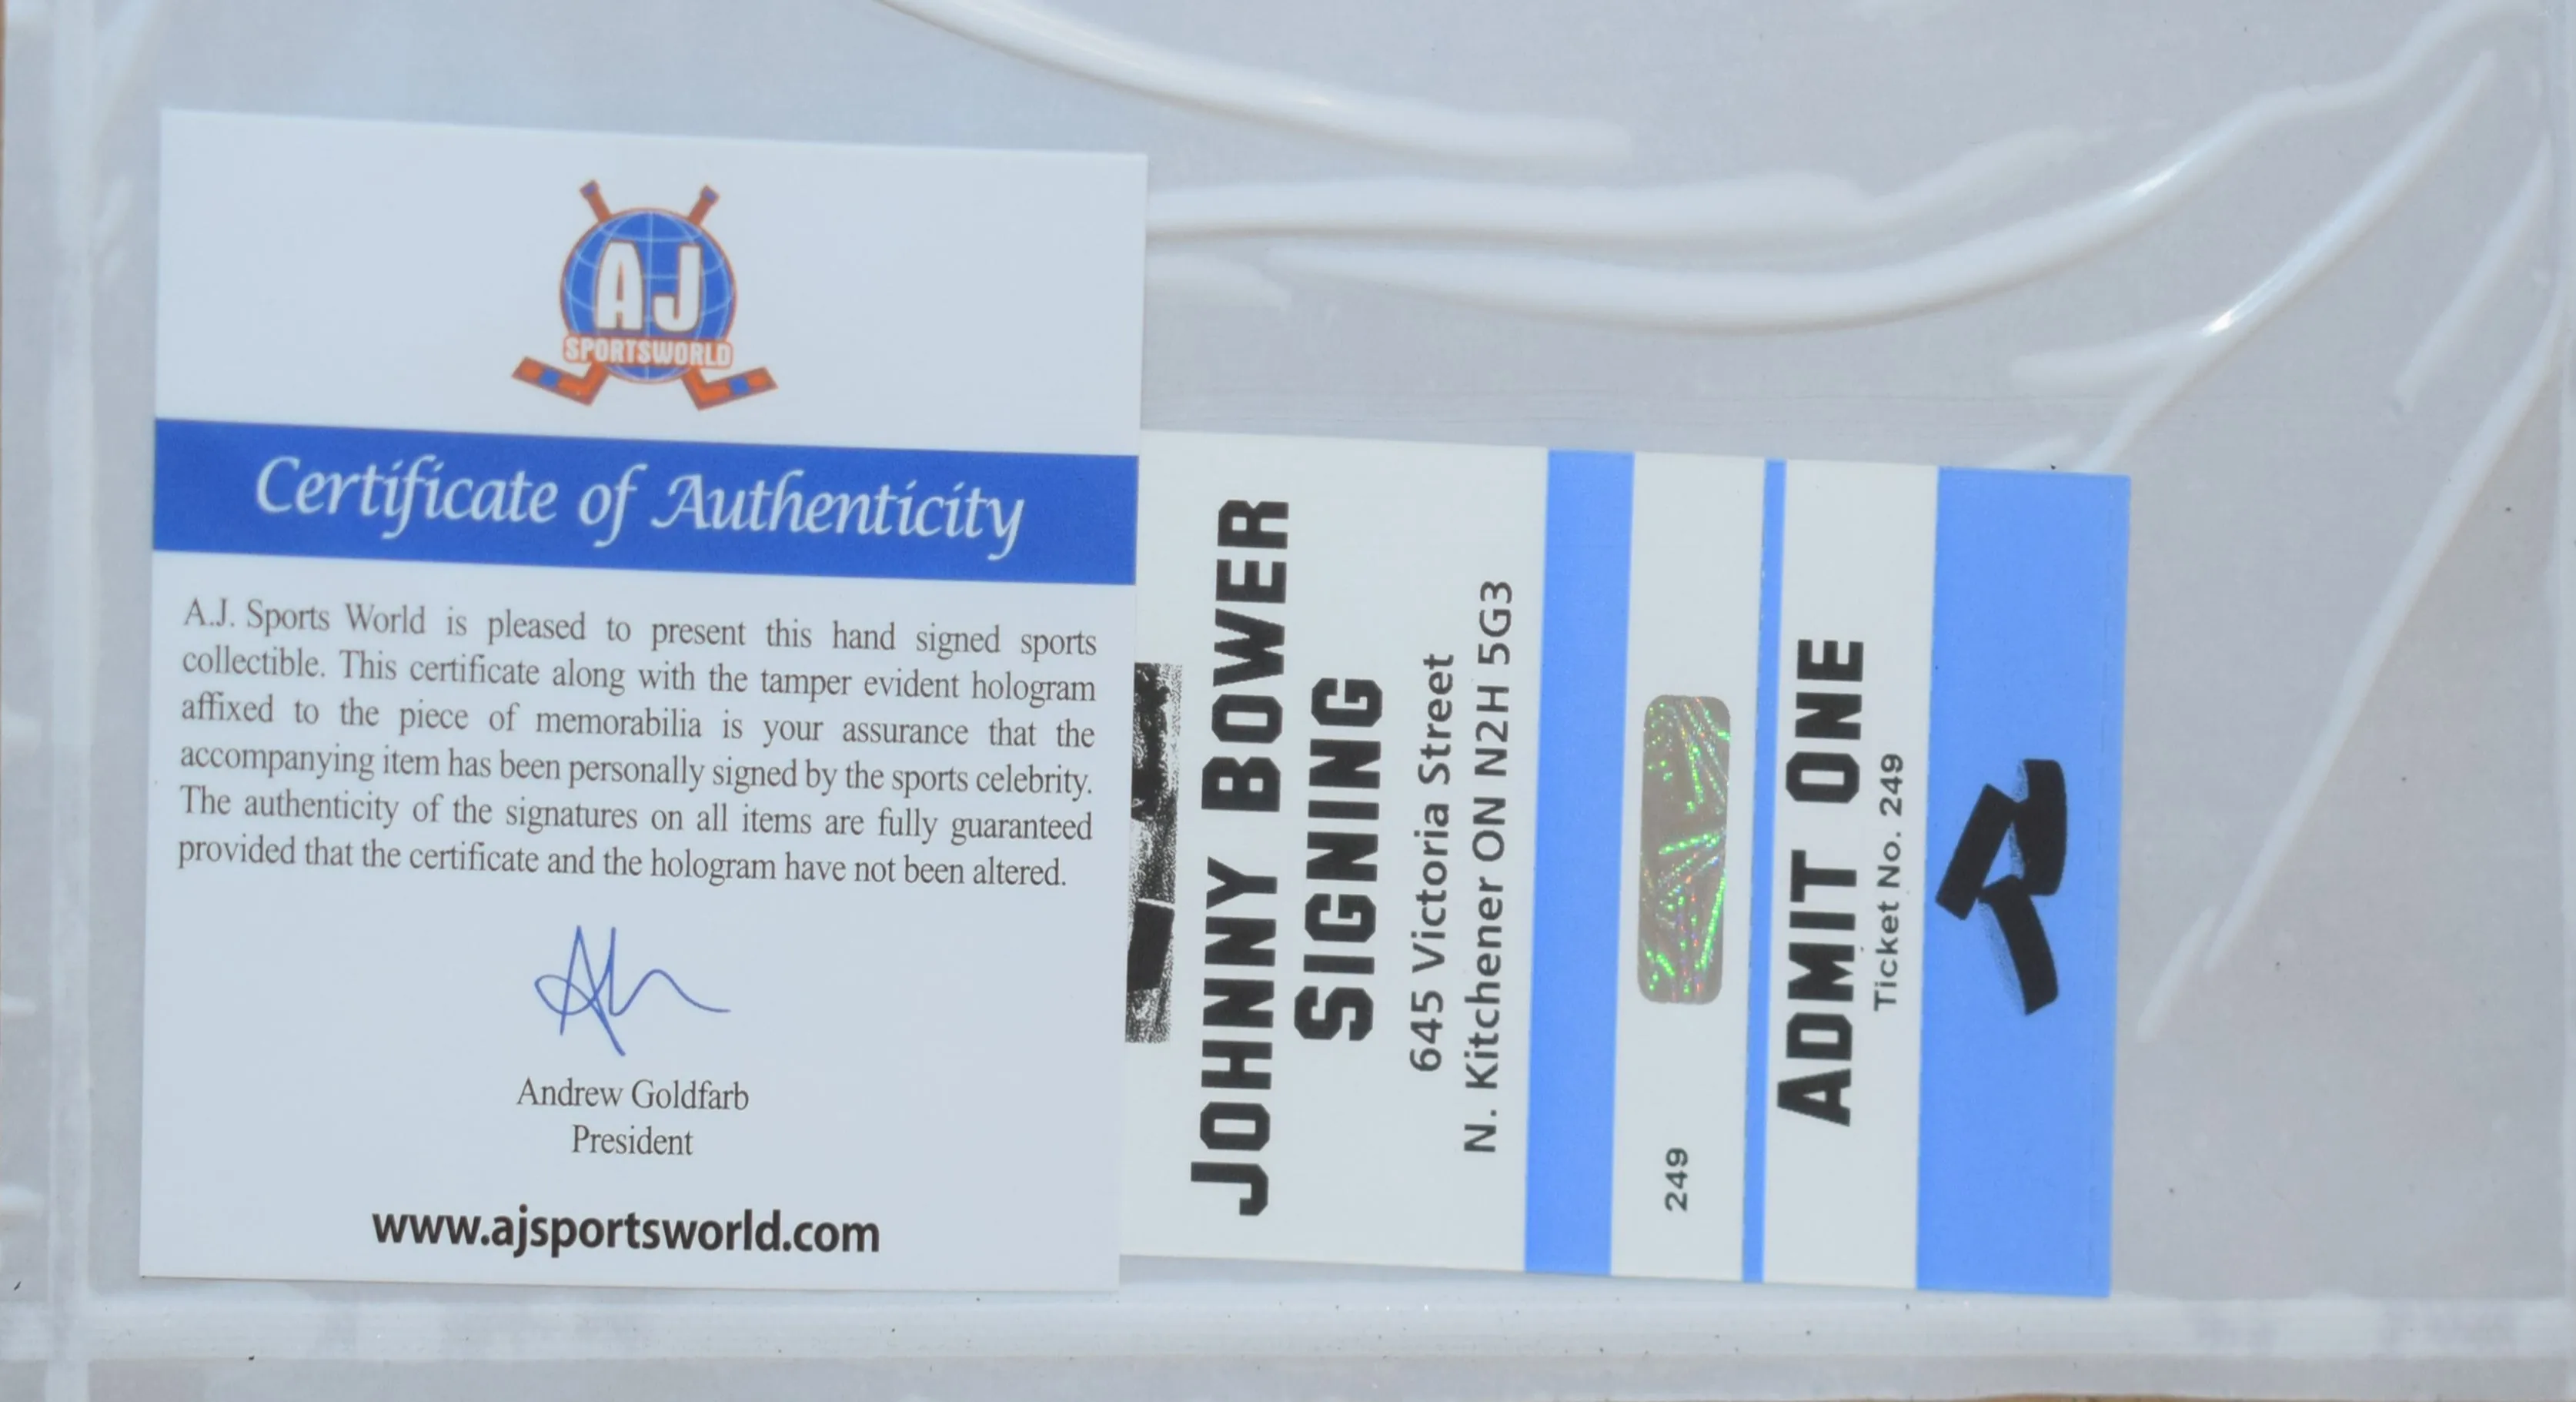 AJ
SPORTSWORLD
Certificate of Authenticity
A.J. Sports World is pleased to present this hand signed sports
collectible. This certificate along with the tamper evident hologram
affixed to the piece of memorabilia is your assurance that the
accompanying item has been personally signed by the sports celebrity.
The authenticity of the signatures on all items are fully guaranteed
provided that the certificate and the hologram have not been altered.
Andrew Goldfarb
President
www.ajsportsworld.com
JOHNNY BOWER
SIGNING
645 Victoria Street
N. Kitchener ON N2H 5G3
249
ADMIT ONE
Ticket No. 249